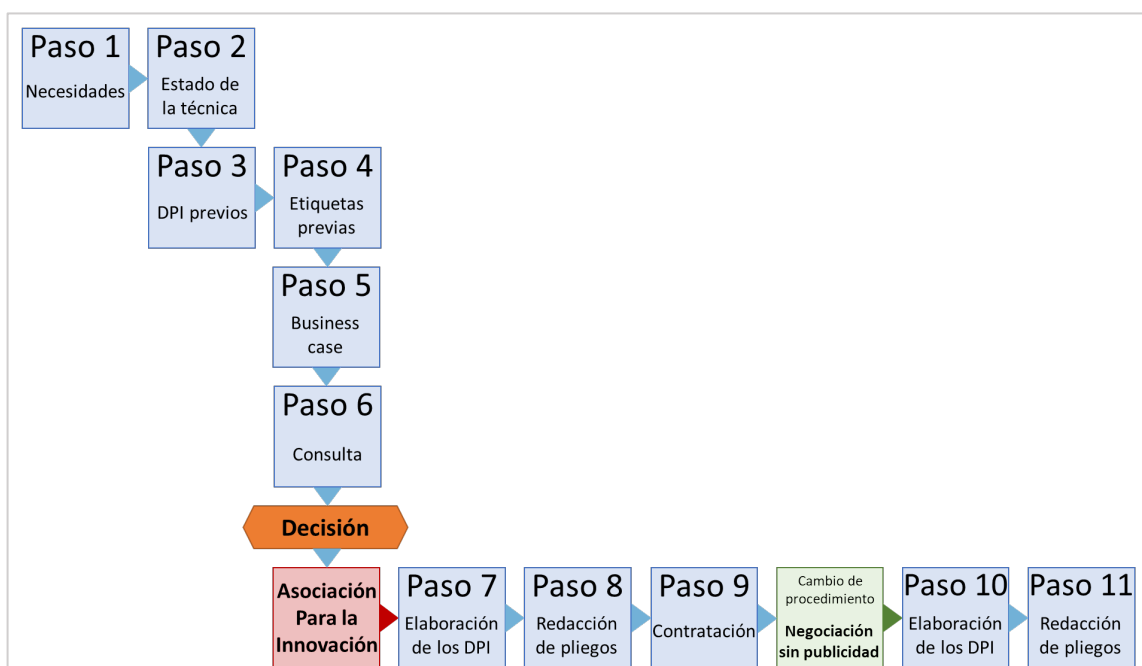 Paso 1
Necesidades
Paso 2
Estado de
la técnica
Paso 3
DPI previos
Paso 4
Etiquetas
previas
Paso 5
Business
case
Paso 6
Consulta
Decisión
Asociación
Para la
Innovación
Paso 7
Elaboración
de los DPI
Paso 8
Redacción
de pliegos
Paso 9
Contratación
Cambio de
procedimiento
Negociación
sin publicidad
Paso 10
Elaboración
de los DPI
Paso 11
Redacción
de pliegos